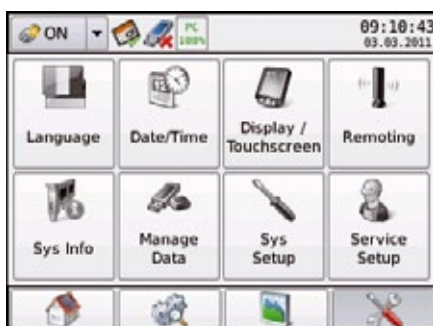 ON
PC
100%
09:10:43
03.03.2011
Language
Date/Time
Display /
Touchscreen
Remoting
Sys Info
Manage
Data
Sys
Setup
Service
Setup